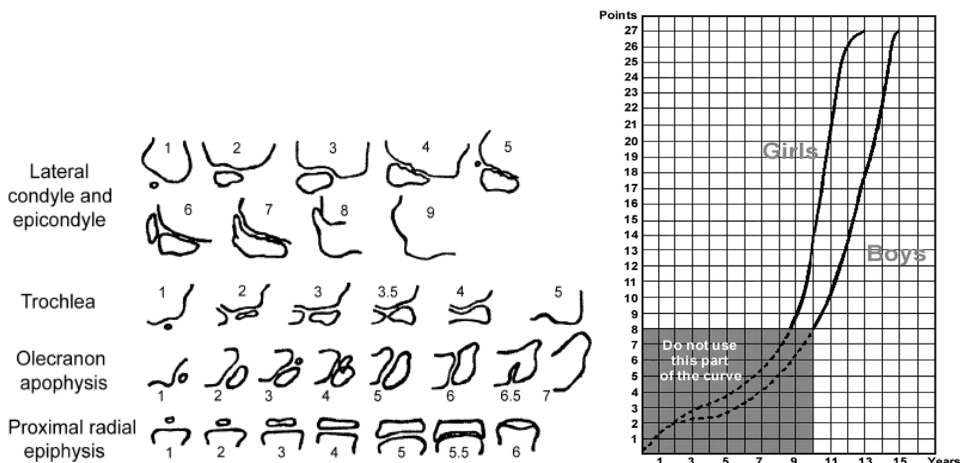 Lateral
condyle and
epicondyle
1 2 3 4 5
6 7 8 9
Trochlea
1 2 3 3.5 4 5
Olecranon
apophysis
1 2 3 4 5 6 6.5 7
Proximal radial
epiphysis
1 2 3 4 5 5.5 6
Points
27
26
25
24
23
22
21
20
19
18
17
16
15
14
13
12
11
10
9
8
7
6
5
4
3
2
1
Girls
Boys
Do not use
this part
of the curve
1 3 5 7 9 11 13 15 Years